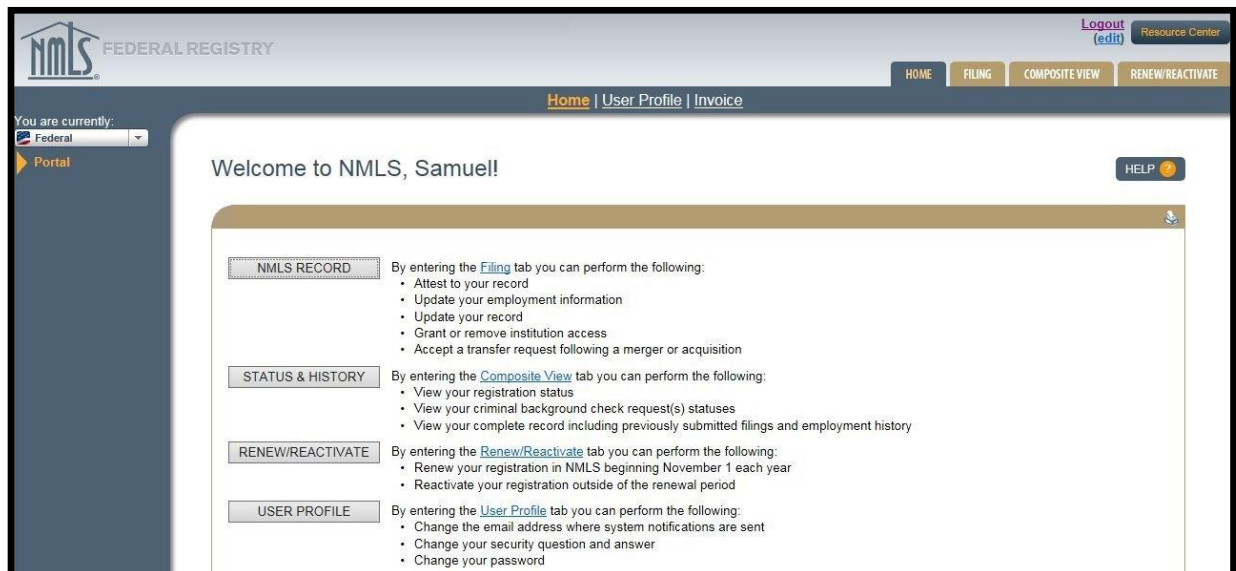 NMLS® FEDERAL REGISTRY
Logout
(edit)
Resource Center
HOME FILING COMPOSITE VIEW RENEW/REACTIVATE
Home | User Profile | Invoice
You are currently:
Federal
Portal
Welcome to NMLS, Samuel!
HELP ?
NMLS RECORD By entering the Filing tab you can perform the following:
• Attest to your record
• Update your employment information
• Update your record
• Grant or remove institution access
• Accept a transfer request following a merger or acquisition
STATUS & HISTORY By entering the Composite View tab you can perform the following:
• View your registration status
• View your criminal background check request(s) statuses
• View your complete record including previously submitted filings and employment history
RENEW/REACTIVATE By entering the Renew/Reactivate tab you can perform the following:
• Renew your registration in NMLS beginning November 1 each year
• Reactivate your registration outside of the renewal period
USER PROFILE By entering the User Profile tab you can perform the following:
• Change the email address where system notifications are sent
• Change your security question and answer
• Change your password